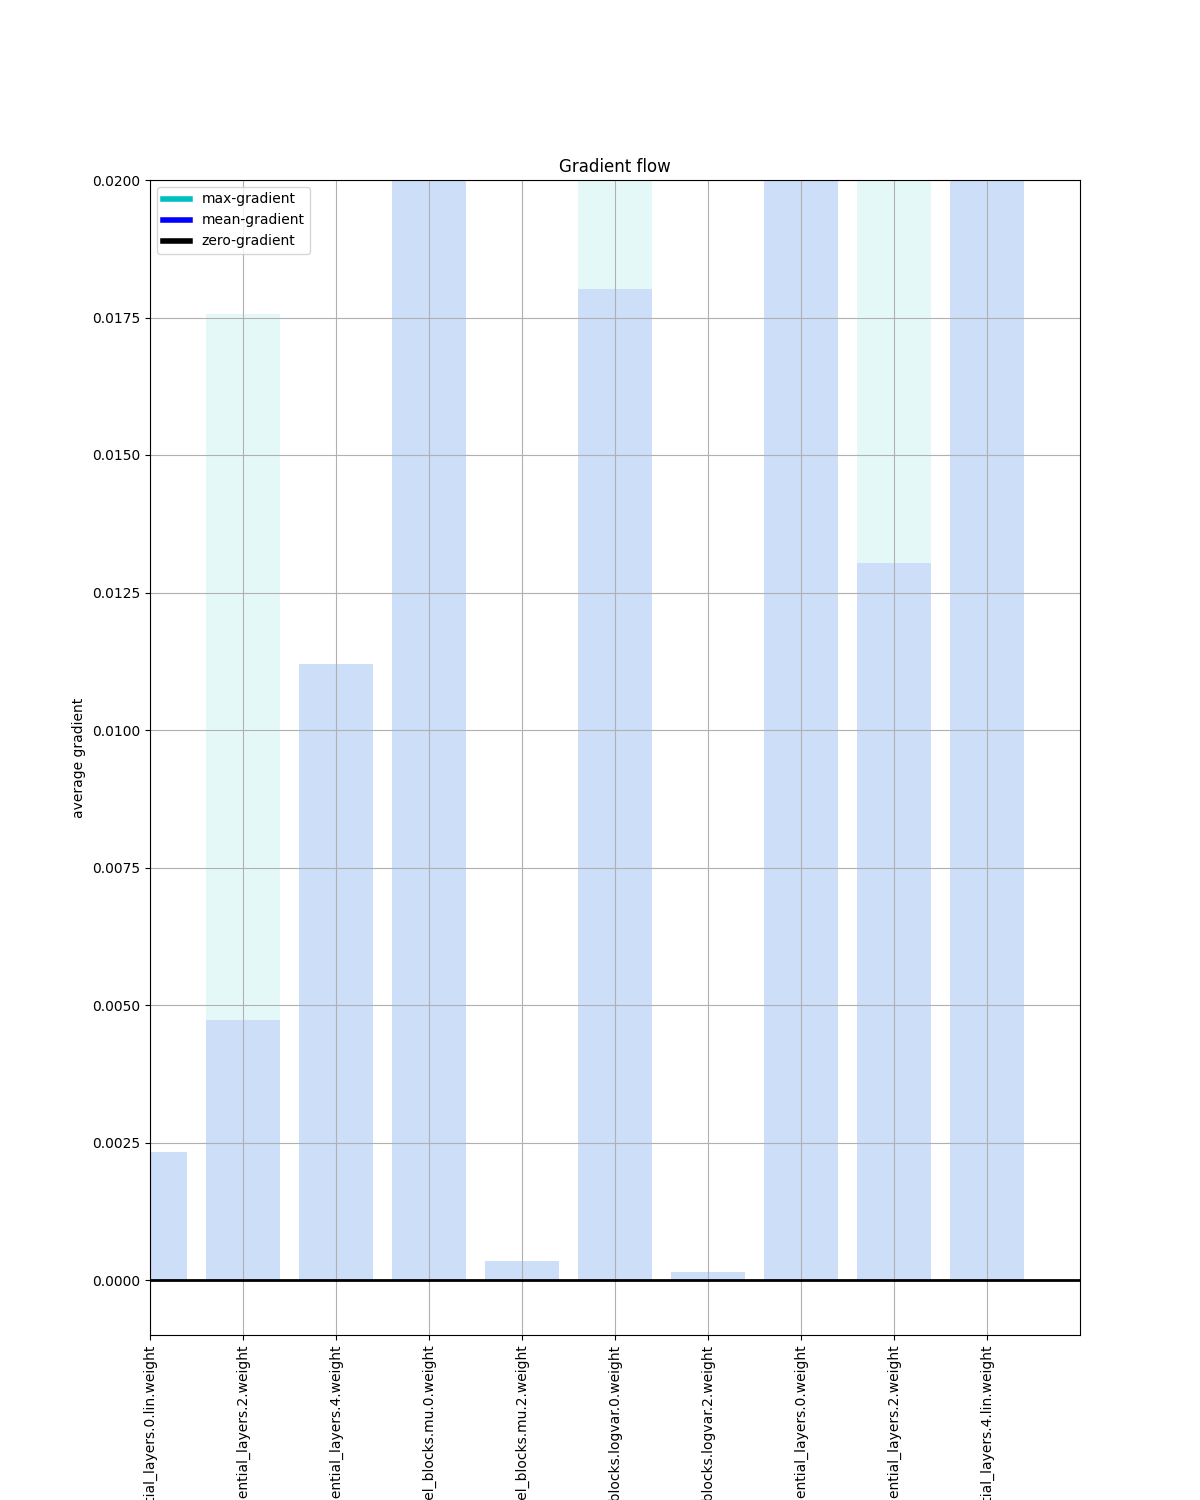 Gradient flow
max-gradient
mean-gradient
zero-gradient
0.0200
0.0175
0.0150
0.0125
0.0100
0.0075
0.0050
0.0025
0.0000
average gradient
tial_layers.0.lin.weight
ential_layers.2.weight
ential_layers.4.weight
el_blocks.mu.0.weight
el_blocks.mu.2.weight
blocks.logvar.0.weight
blocks.logvar.2.weight
ential_layers.0.weight
ential_layers.2.weight
tial_layers.4.lin.weight